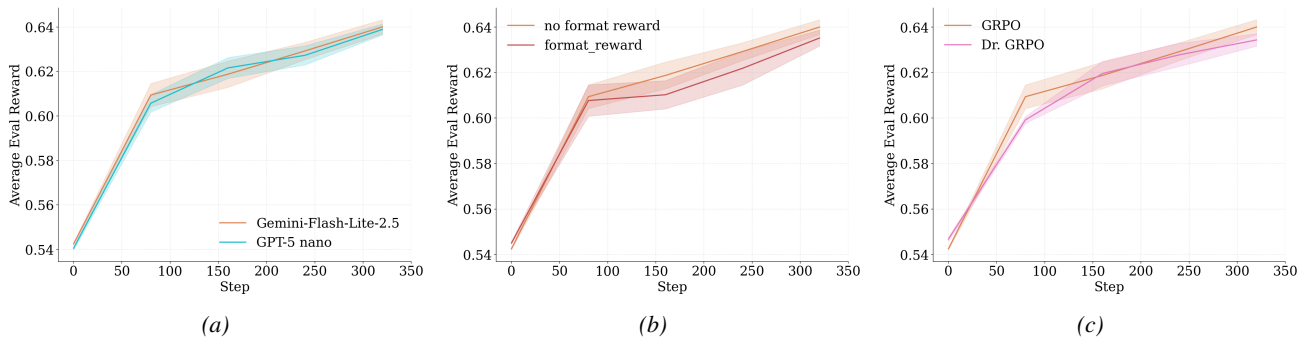 0.64
0.62
0.60
0.58
0.56
0.54
Average Eval Reward
Gemini-Flash-Lite-2.5
GPT-5 nano
0 50 100 150 200 250 300 350
Step
(a)
0.64
0.62
0.60
0.58
0.56
0.54
Average Eval Reward
no format reward
format_reward
0 50 100 150 200 250 300 350
Step
(b)
0.64
0.62
0.60
0.58
0.56
0.54
Average Eval Reward
GRPO
Dr. GRPO
0 50 100 150 200 250 300 350
Step
(c)